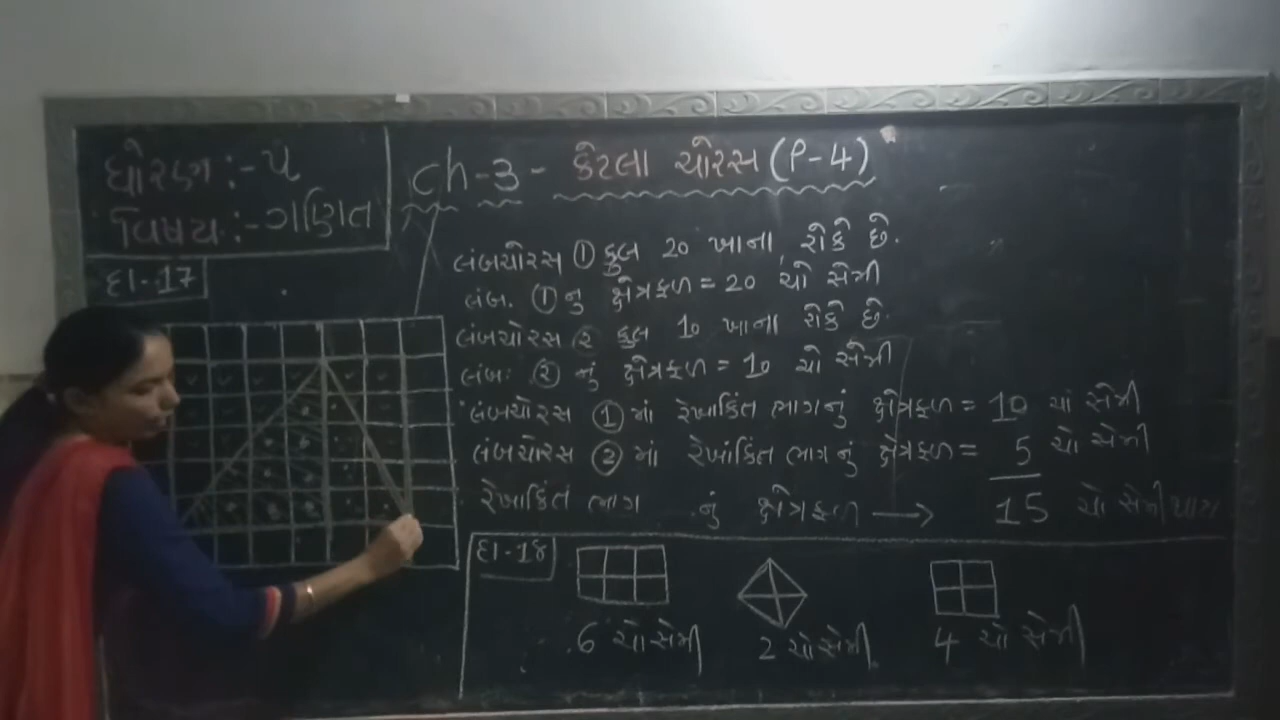 ધોરણ:-૫
વિષય:-ગણિત
Ch-૩- કેટલા ચોરસ (P-4)
દા-17
લંબચોરસ ① કુલ 20 ખાના રોકે છે.
લંબ. ① નુ ક્ષેત્રફળ = 20 ચો સેમી
લંબચોરસ ૨ કુલ 10 ખાના રોકે છે.
લંબ: ② નું ક્ષેત્રફળ = 10 ચો સેમી
લંબચોરસ ① માં રેખાકિંત ભાગનું ક્ષેત્રફળ = 10 ચો સેમી
લંબચોરસ ② માં રેખાંકિત ભાગનું ક્ષેત્રફળ = 5 ચો સેમી
રેખાકિંત ભાગ નું ક્ષેત્રફળ → 15 ચો સેમી
દા-18
6 ચો સેમી 2 ચો સેમી. 4 ચો સેમી